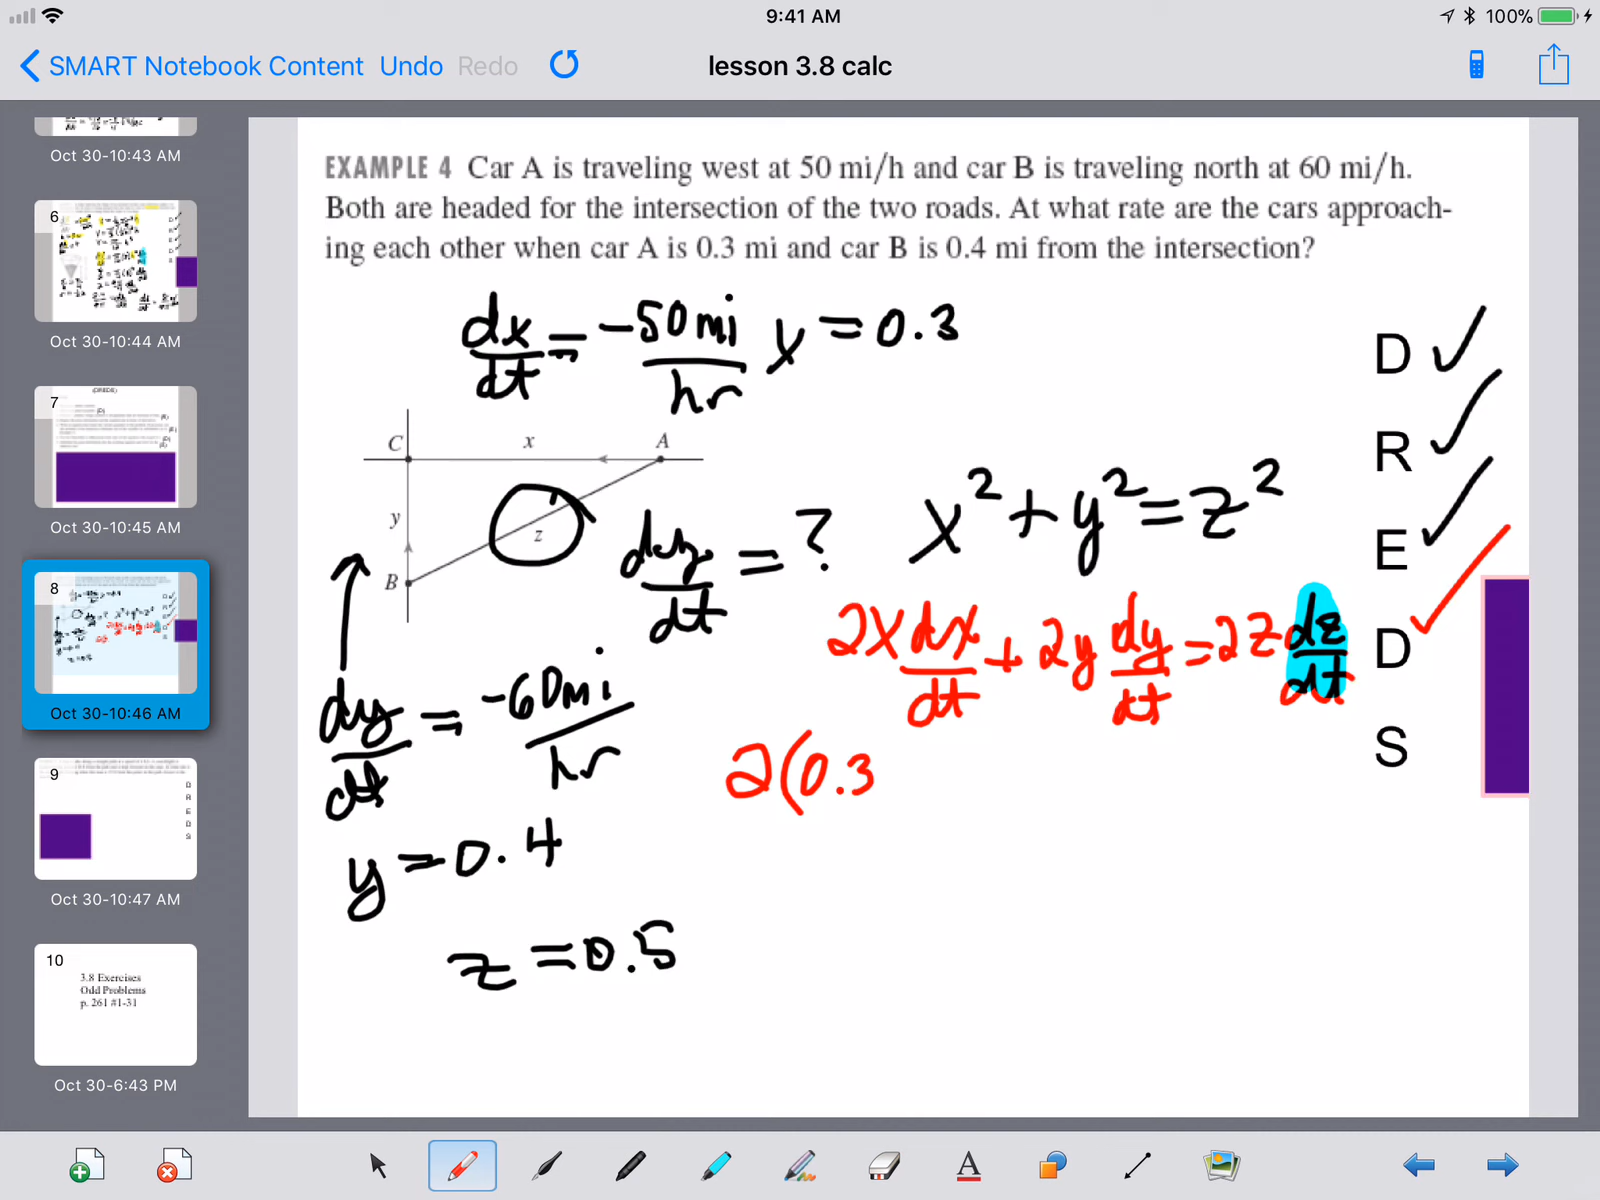 9:41 AM
100%
SMART Notebook Content Undo Redo
lesson 3.8 calc
Oct 30-10:43 AM
6
Oct 30-10:44 AM
7
Oct 30-10:45 AM
8
Oct 30-10:46 AM
9
D
R
E
D
S
Oct 30-10:47 AM
10
3.8 Exercises
Odd Problems
p. 261 #1-31
Oct 30-6:43 PM
EXAMPLE 4 Car A is traveling west at 50 mi/h and car B is traveling north at 60 mi/h.
Both are headed for the intersection of the two roads. At what rate are the cars approach-
ing each other when car A is 0.3 mi and car B is 0.4 mi from the intersection?
dx/dt = -50mi/hr x = 0.3
C x A
y
z
B
dz/dt = ?
x² + y² = z²
2x dx/dt + 2y dy/dt = 2z dz/dt
dy/dt = -60mi/hr
2(0.3
y = 0.4
z = 0.5
D
R
E
D
S
A